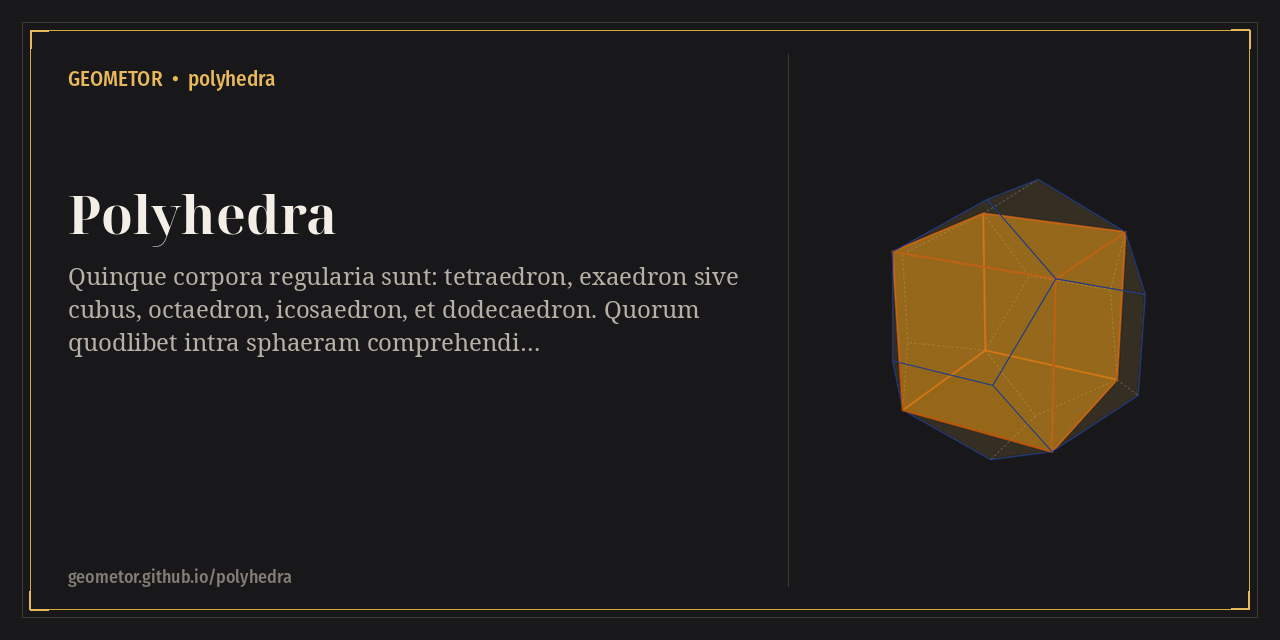 GEOMETOR • polyhedra
Polyhedra
Quinque corpora regularia sunt: tetraedron, exaedron sive
cubus, octaedron, icosaedron, et dodecaedron. Quorum
quodlibet intra sphaeram comprehendi...
geometor.github.io/polyhedra